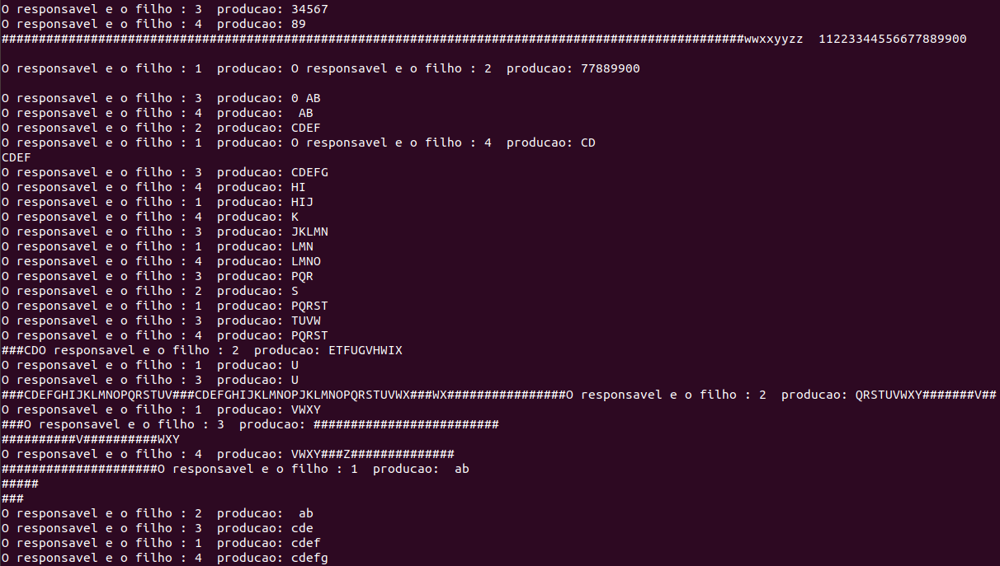 O responsavel e o filho : 3  producao: 34567
O responsavel e o filho : 4  producao: 89
####################################################################################################wwxxyyzz  11223344556677889900
O responsavel e o filho : 1  producao: O responsavel e o filho : 2  producao: 77889900
O responsavel e o filho : 3  producao: 0 AB
O responsavel e o filho : 4  producao:  AB
O responsavel e o filho : 2  producao: CDEF
O responsavel e o filho : 1  producao: O responsavel e o filho : 4  producao: CD
CDEF
O responsavel e o filho : 3  producao: CDEFG
O responsavel e o filho : 4  producao: HI
O responsavel e o filho : 1  producao: HIJ
O responsavel e o filho : 4  producao: K
O responsavel e o filho : 3  producao: JKLMN
O responsavel e o filho : 1  producao: LMN
O responsavel e o filho : 4  producao: LMNO
O responsavel e o filho : 3  producao: PQR
O responsavel e o filho : 2  producao: S
O responsavel e o filho : 1  producao: PQRST
O responsavel e o filho : 3  producao: TUVW
O responsavel e o filho : 4  producao: PQRST
###CDO responsavel e o filho : 2  producao: ETFUGVHWIX
O responsavel e o filho : 1  producao: U
O responsavel e o filho : 3  producao: U
###CDEFGHIJKLMNOPQRSTUV###CDEFGHIJKLMNOPJKLMNOPQRSTUVWX###WX################O responsavel e o filho : 2  producao: QRSTUVWXY#######V##
O responsavel e o filho : 1  producao: VWXY
###O responsavel e o filho : 3  producao: #########################
##########V##########WXY
O responsavel e o filho : 4  producao: VWXY###Z##############
#####################O responsavel e o filho : 1  producao:  ab
#####
###
O responsavel e o filho : 2  producao:  ab
O responsavel e o filho : 3  producao: cde
O responsavel e o filho : 1  producao: cdef
O responsavel e o filho : 4  producao: cdefg